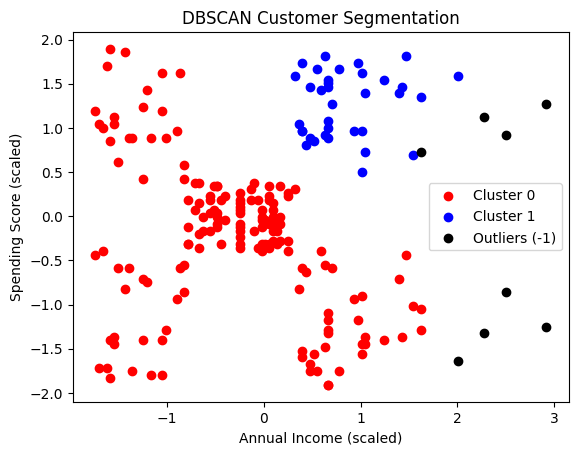 DBSCAN Customer Segmentation
Spending Score (scaled)
2.0
1.5
1.0
0.5
0.0
−0.5
−1.0
−1.5
−2.0
Cluster 0
Cluster 1
Outliers (-1)
−1 0 1 2 3
Annual Income (scaled)